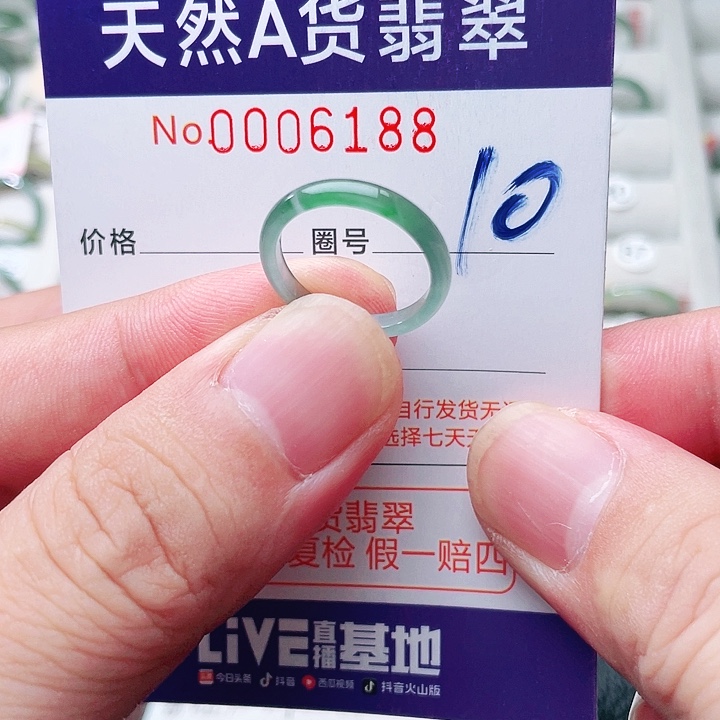 天然A货翡翠
No.0006188
价格 圈号 10
自行发货无
选择七天无
货翡翠
复检 假一赔四
LiVE直播基地
今日头条 抖音 西瓜视频 抖音火山版